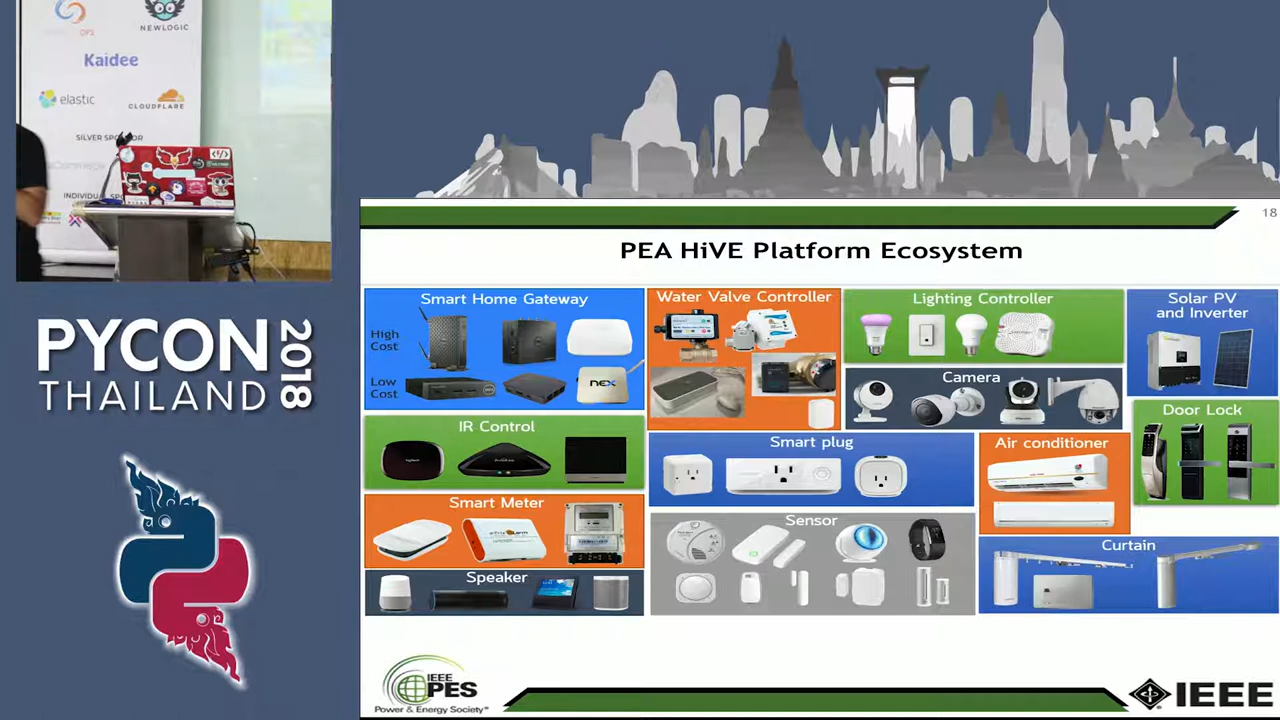 NEWLOGIC
Kaidee
elastic
CLOUDFLARE
PYCON
THAILAND
2018
18
PEA HiVE Platform Ecosystem
Smart Home Gateway
High
Cost
Low
Cost
nex
Water Valve Controller
Lighting Controller
Solar PV
and Inverter
Camera
Door Lock
IR Control
Smart plug
Air conditioner
Smart Meter
Sensor
Speaker
Curtain
IEEE
PES
Power & Energy Society
IEEE